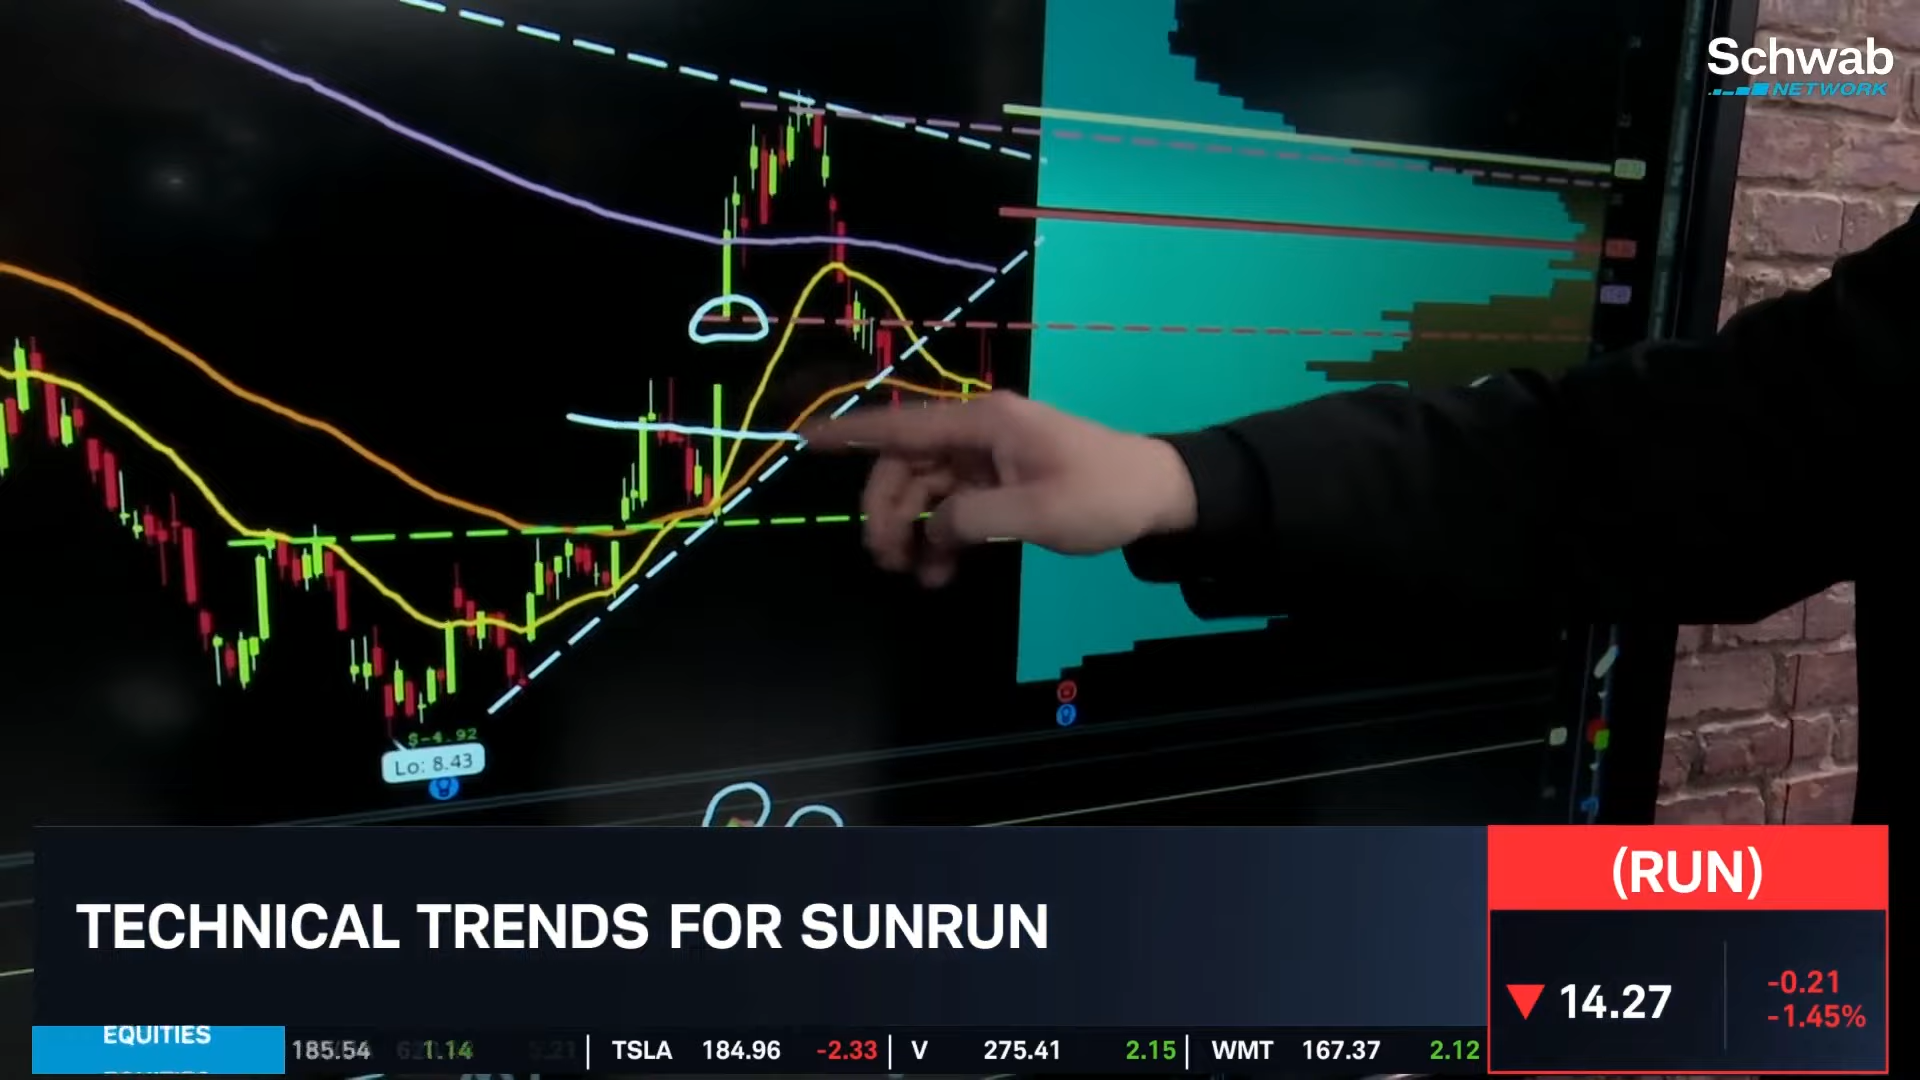 Schwab
NETWORK
$-4.92
Lo: 8.43
TECHNICAL TRENDS FOR SUNRUN
(RUN)
14.27
-0.21
-1.45%
EQUITIES
185.54 1.14 TSLA 184.96 -2.33 V 275.41 2.15 WMT 167.37 2.12